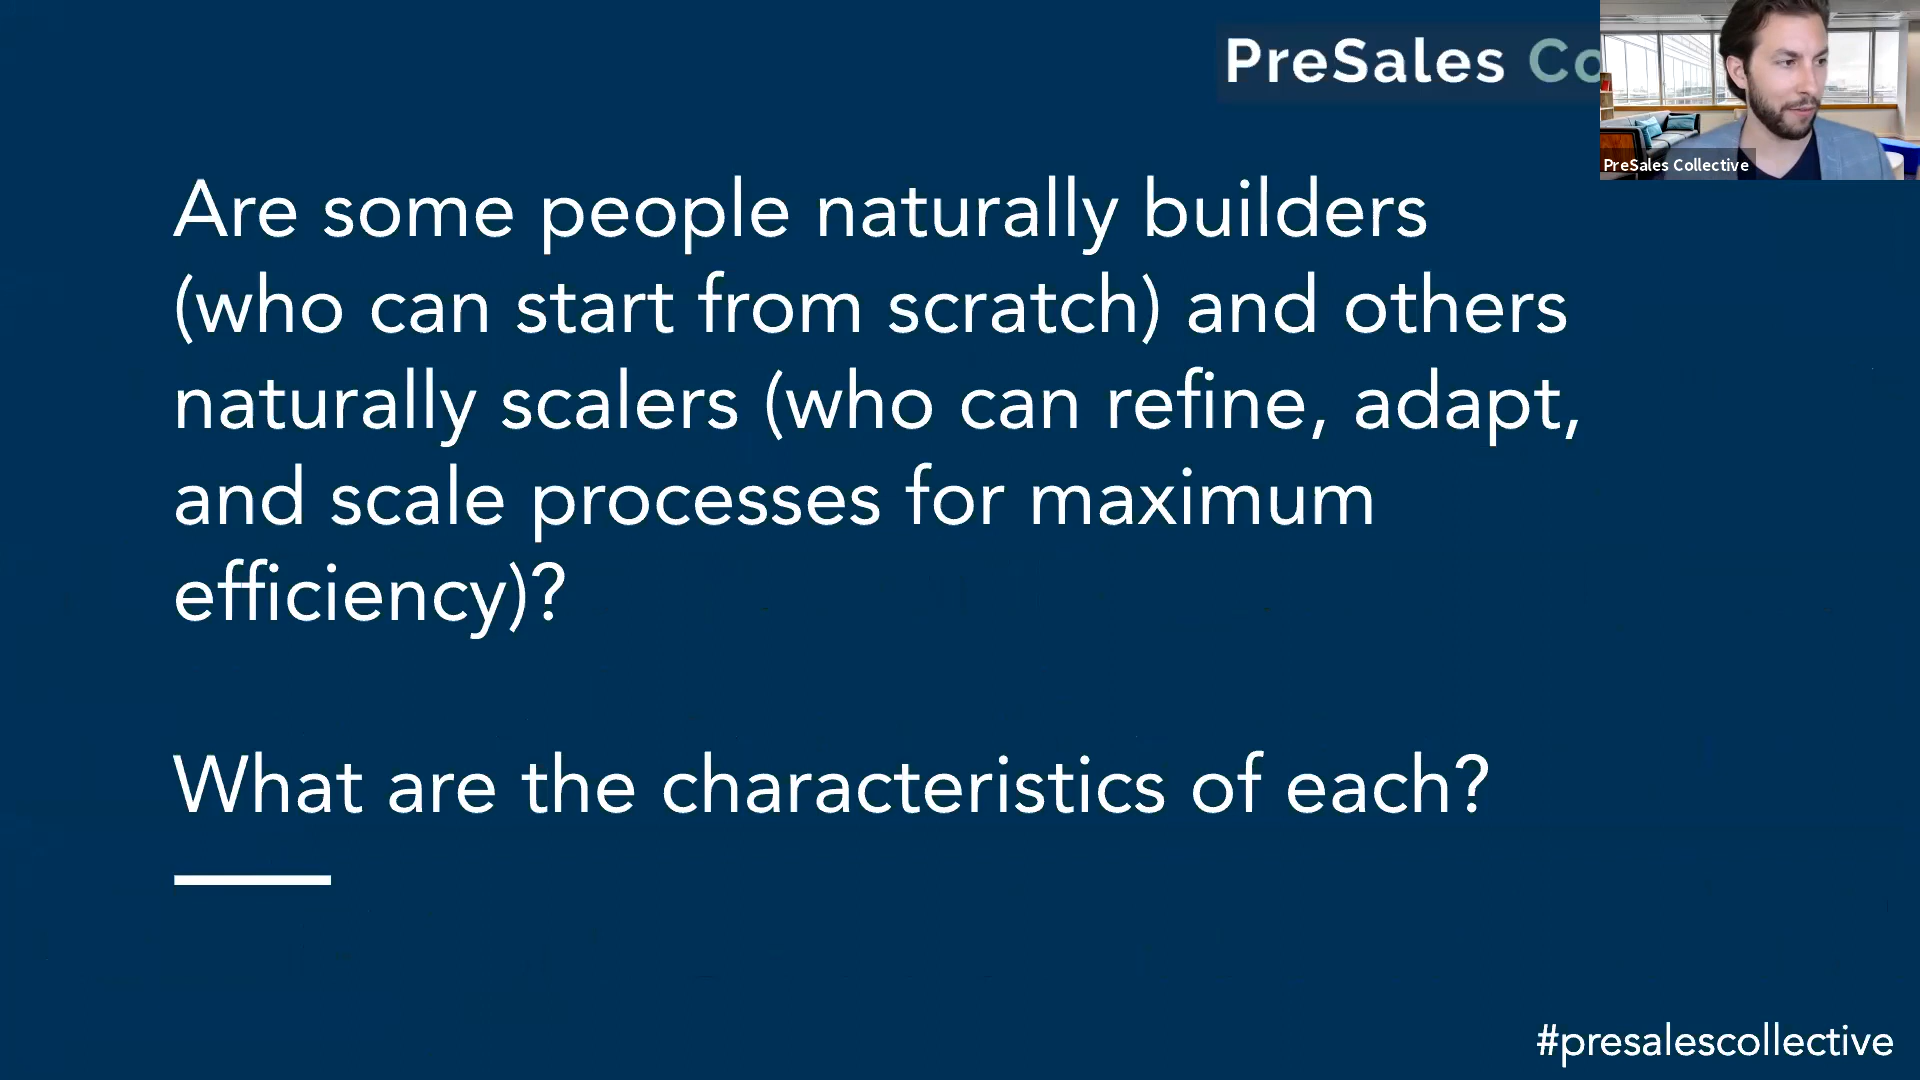 PreSales Co
PreSales Collective
Are some people naturally builders
(who can start from scratch) and others
naturally scalers (who can refine, adapt,
and scale processes for maximum
efficiency)?
What are the characteristics of each?
#presalescollective